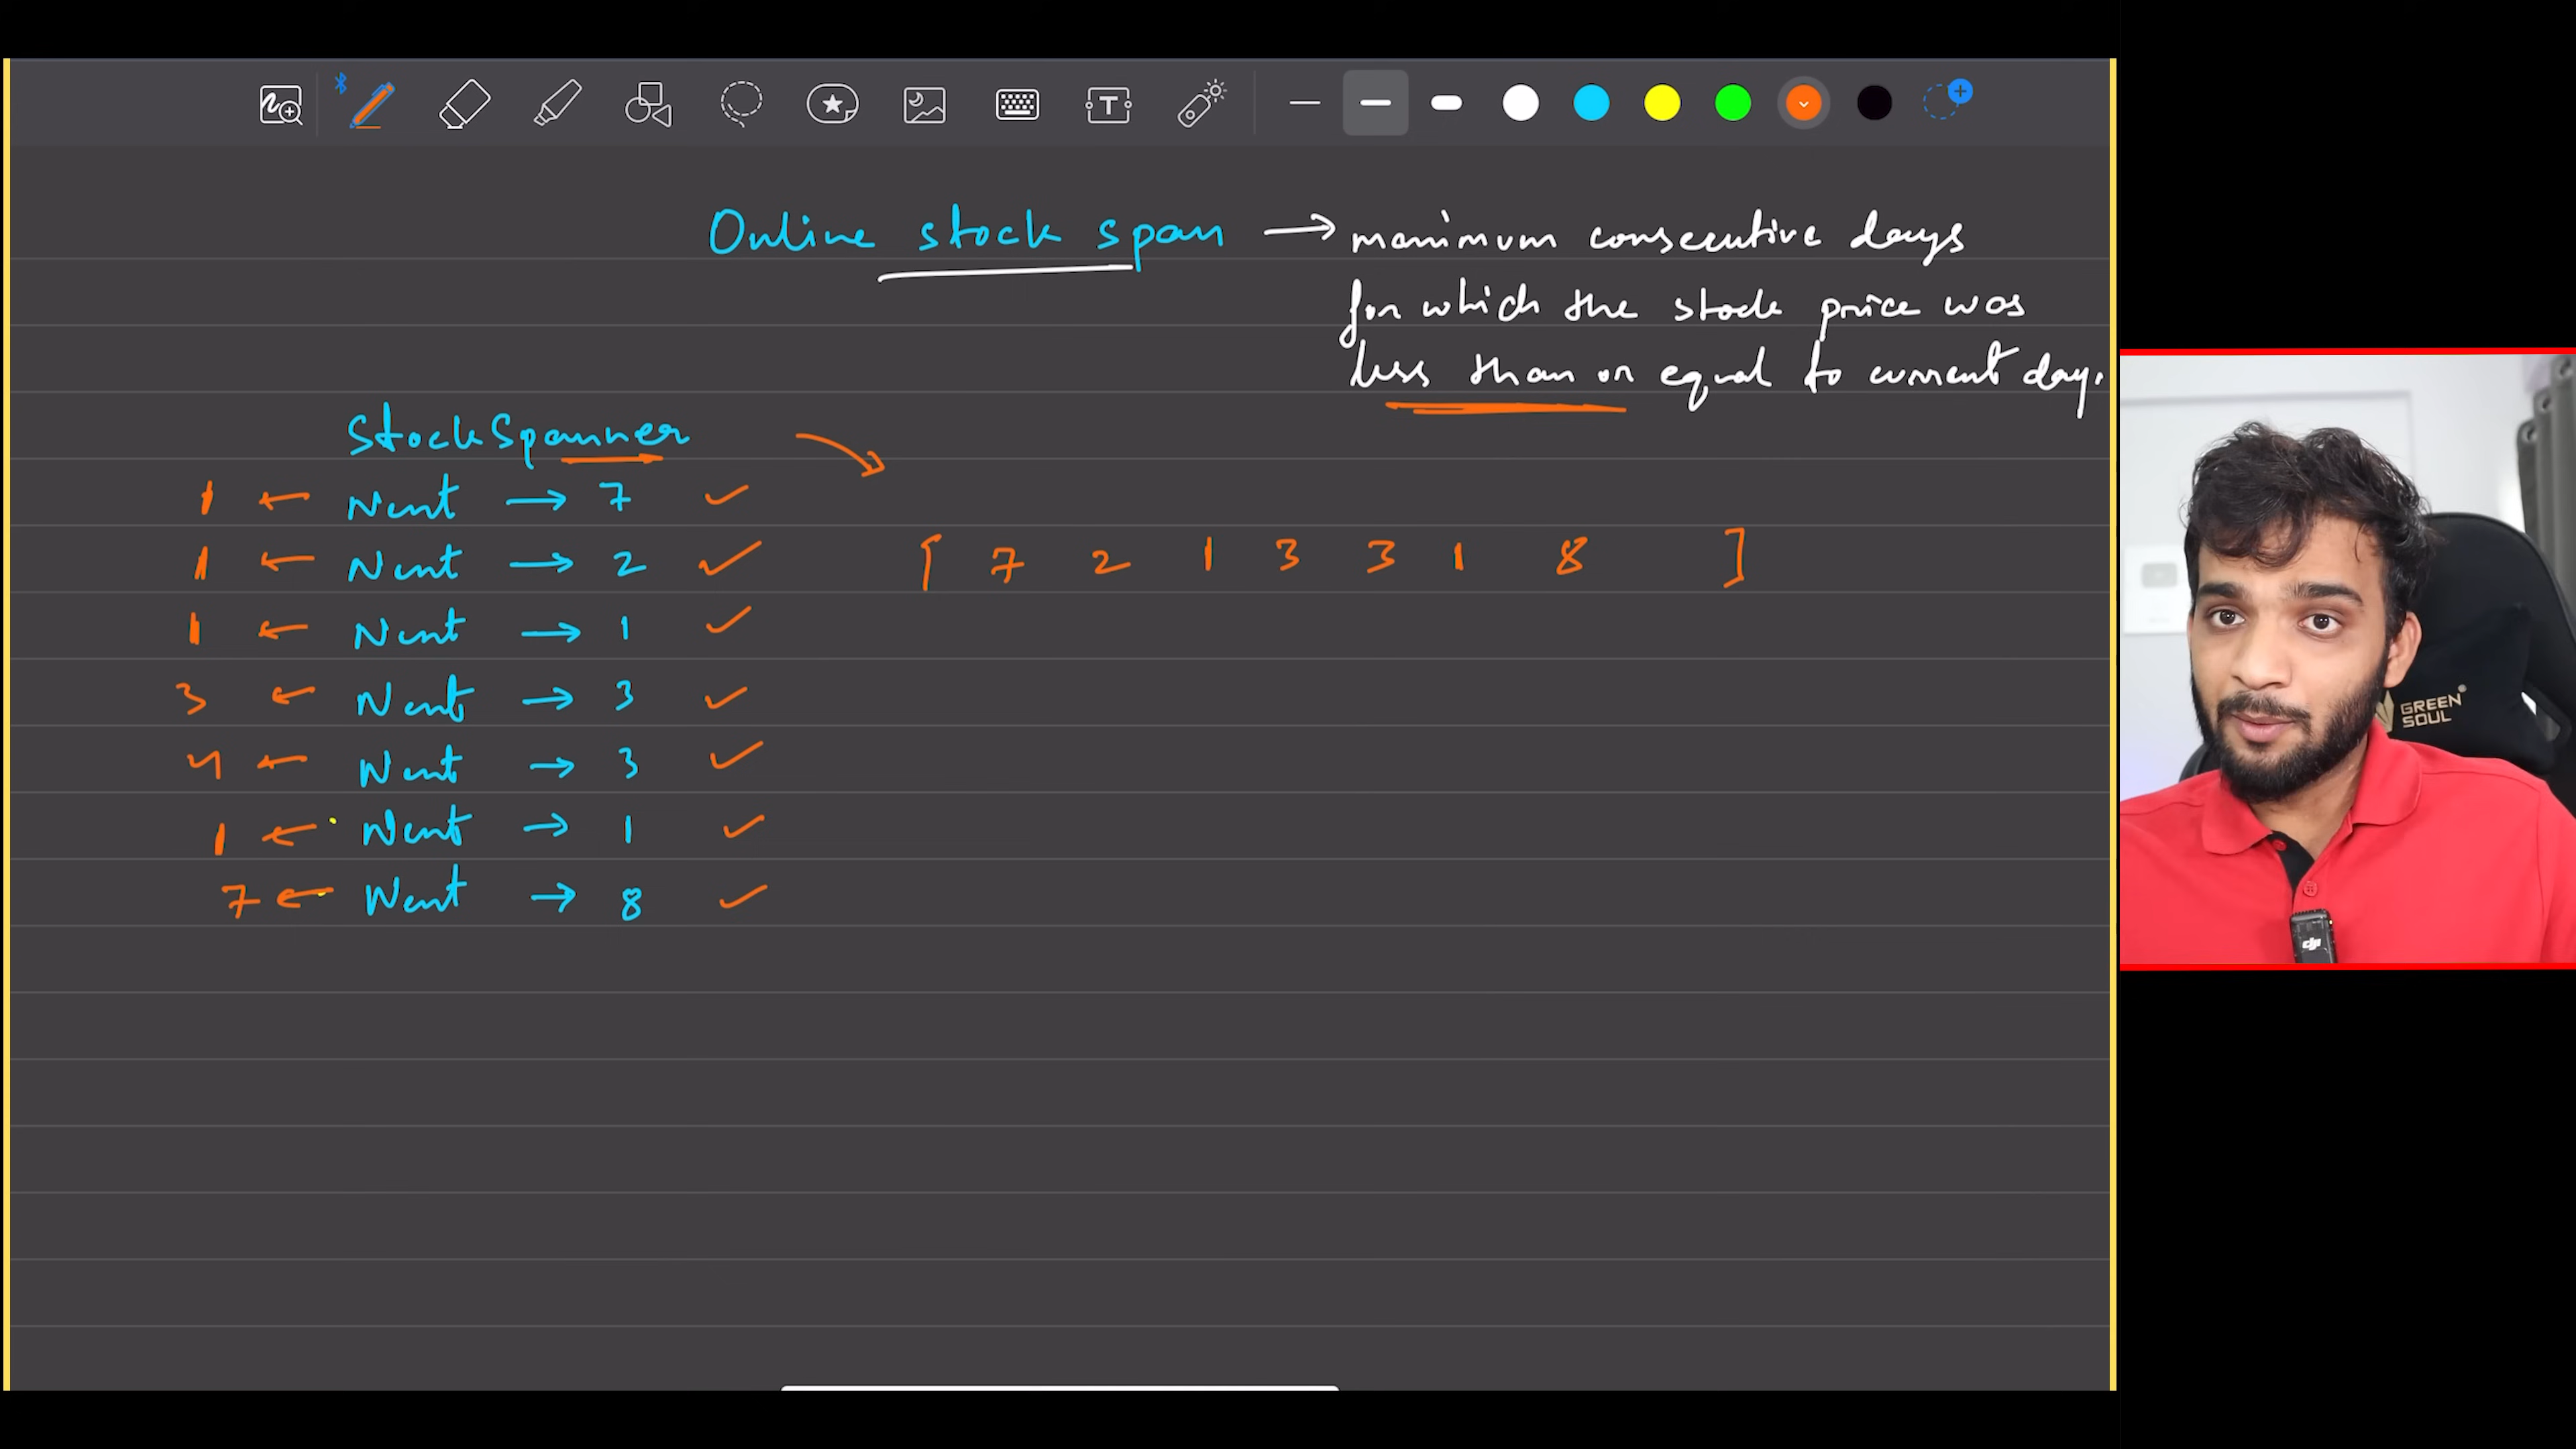 T
Online stock span → maximum consecutive days
for which the stock price was
less than or equal to current day.
StockSpanner
1 ← Next → 7 ✓
1 ← Next → 2 ✓
[ 7 2 1 3 3 1 8 ]
1 ← Next → 1 ✓
3 ← Next → 3 ✓
4 ← Next → 3 ✓
1 ← Next → 1 ✓
7 ← Next → 8 ✓
GREEN
SOUL
dji